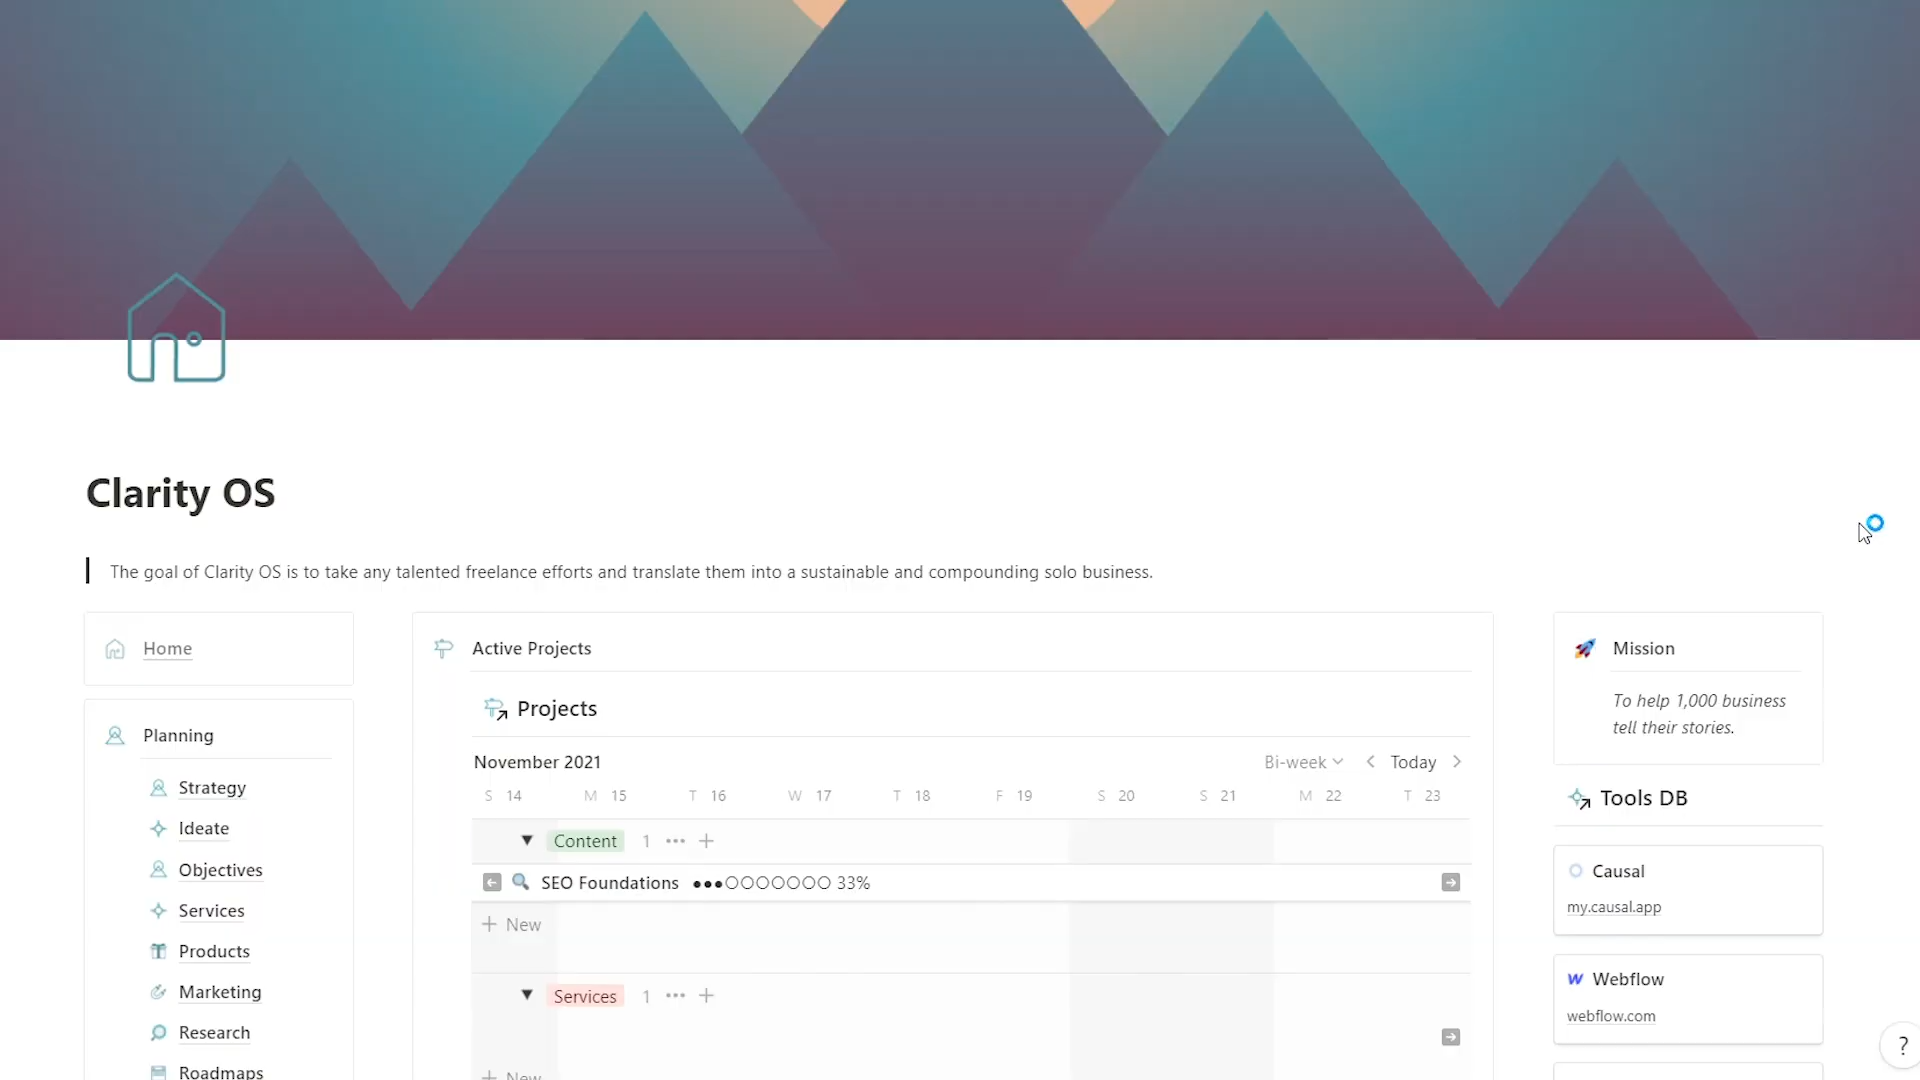 Clarity OS
The goal of Clarity OS is to take any talented freelance efforts and translate them into a sustainable and compounding solo business.
Home
Planning
Strategy
Ideate
Objectives
Services
Products
Marketing
Research
Roadmaps
Active Projects
Projects
November 2021 Bi-week Today
S 14 M 15 T 16 W 17 T 18 F 19 S 20 S 21 M 22 T 23
Content 1 ••• +
SEO Foundations ●●●○○○○○○○ 33%
+ New
Services 1 ••• +
+ New
Mission
To help 1,000 business
tell their stories.
Tools DB
Causal
my.causal.app
Webflow
webflow.com
?